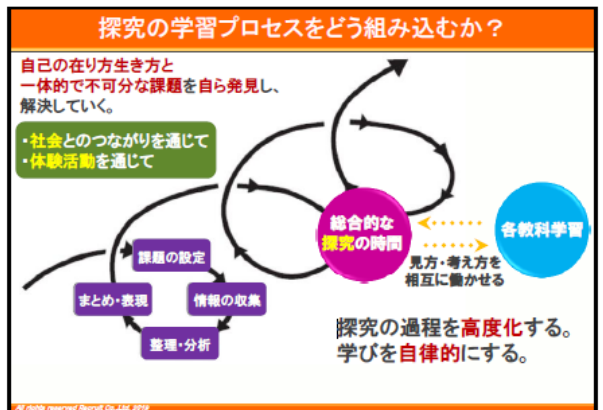 探究の学習プロセスをどう組み込むか？
自己の在り方生き方と
一体的で不可分な課題を自ら発見し、
解決していく。
・社会とのつながりを通じて
・体験活動を通じて
総合的な
探究の時間
各教科学習
見方・考え方を
相互に働かせる
課題の設定
まとめ・表現
情報の収集
整理・分析
探究の過程を高度化する。
学びを自律的にする。
All rights reserved Recruit Co.,Ltd. 2019